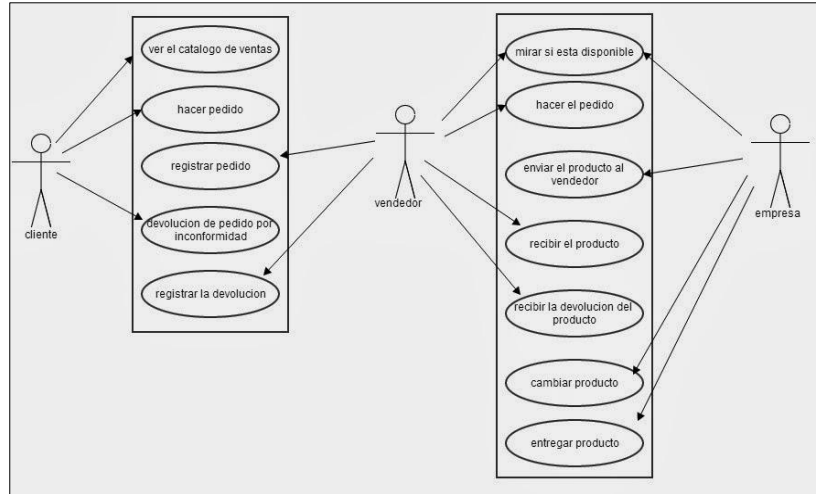 ver el catalogo de ventas
hacer pedido
registrar pedido
devolucion de pedido por
inconformidad
registrar la devolucion
cliente
vendedor
mirar si esta disponible
hacer el pedido
enviar el producto al
vendedor
recibir el producto
recibir la devolucion del
producto
cambiar producto
entregar producto
empresa